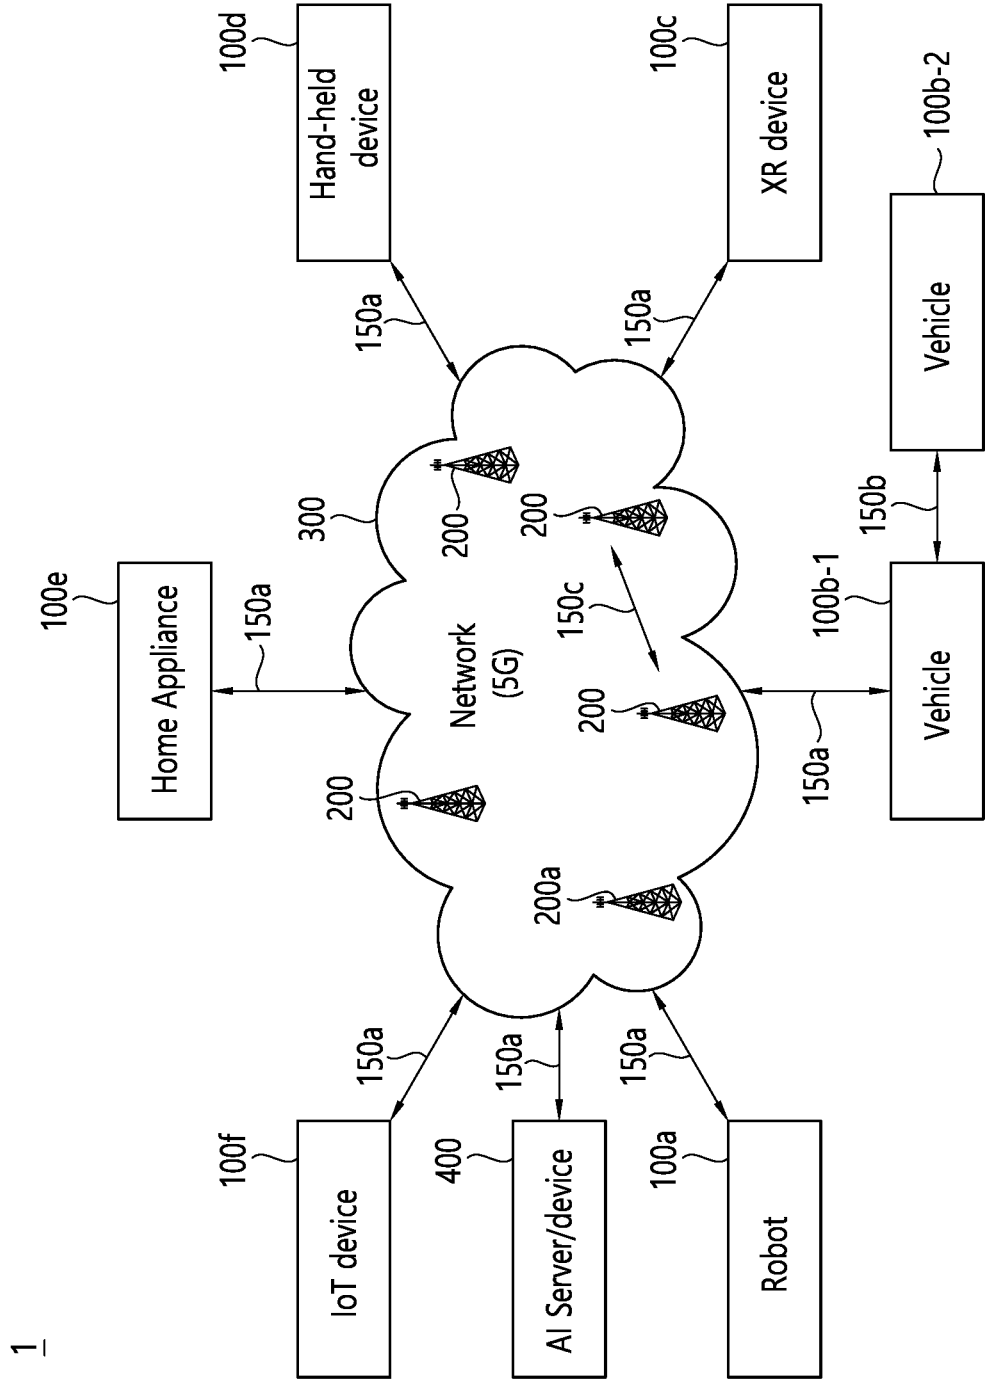 1
100e
Home Appliance
150a
100f
IoT device
150a
300
100d
Hand-held
device
150a
200
200
Network
(5G)
400
AI Server/device
150a
200a
200
200
150c
100a
Robot
150a
100c
XR device
150a
150a
100b-1
Vehicle
150b
100b-2
Vehicle